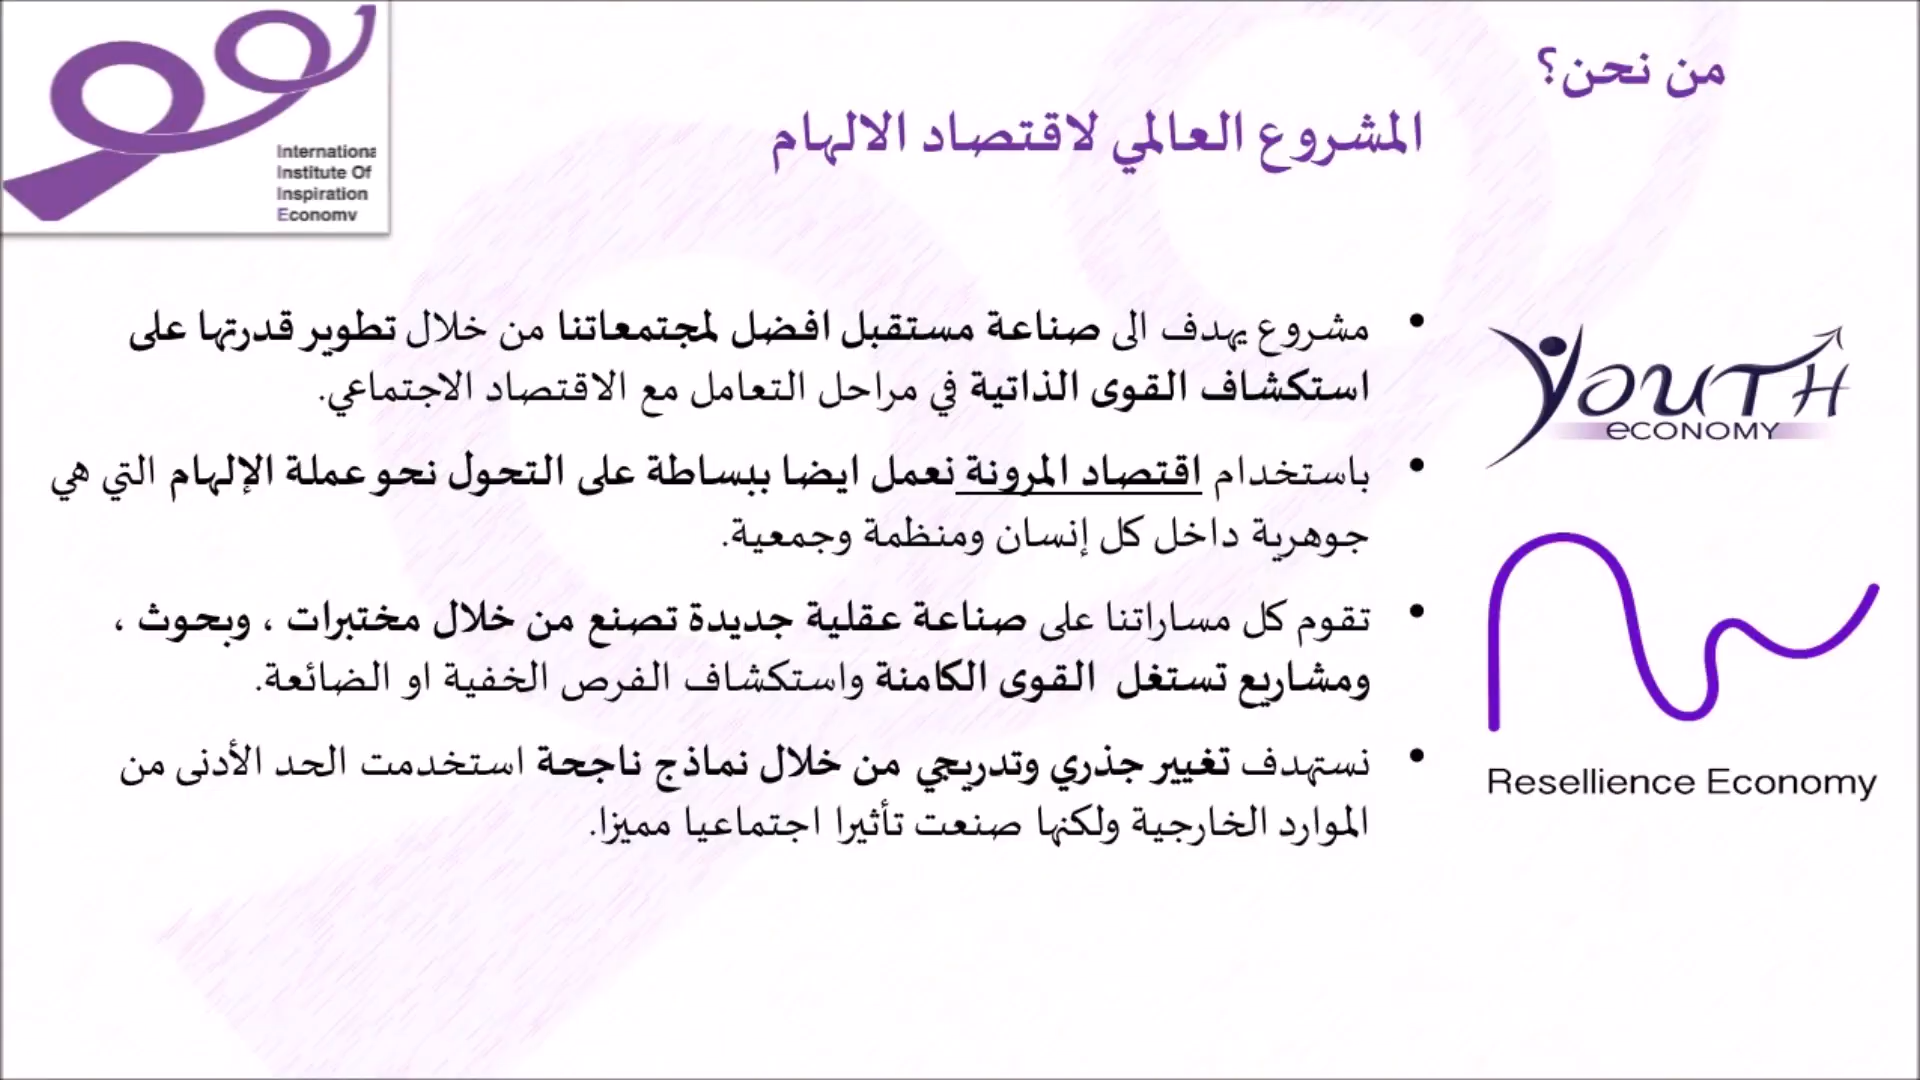 من نحن؟
المشروع العالمي لاقتصاد الالهام
Internationa
Institute Of
Inspiration
Economy
مشروع يهدف الى صناعة مستقبل افضل لمجتمعاتنا من خلال تطوير قدرتها على
استكشاف القوى الذاتية في مراحل التعامل مع الاقتصاد الاجتماعي.
باستخدام اقتصاد المرونة نعمل ايضا ببساطة على التحول نحو عملة الإلهام التي هي
جوهرية داخل كل إنسان ومنظمة وجمعية.
تقوم كل مساراتنا على صناعة عقلية جديدة تصنع من خلال مختبرات ، وبحوث ،
ومشاريع تستغل القوى الكامنة واستكشاف الفرص الخفية او الضائعة.
نستهدف تغيير جذري وتدريجي من خلال نماذج ناجحة استخدمت الحد الأدنى من
الموارد الخارجية ولكنها صنعت تأثيرا اجتماعيا مميزا.
YOUTH
eCONOMY
Resellience Economy